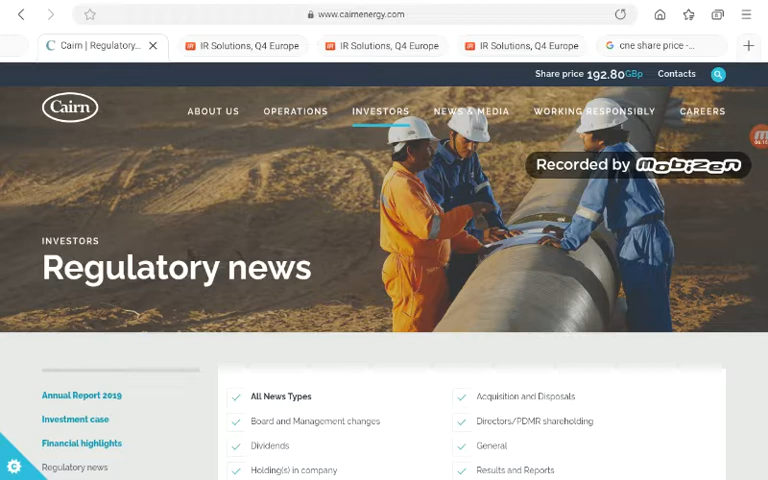 www.cairnenergy.com
C Cairn | Regulatory...
IR Solutions, Q4 Europe
IR Solutions, Q4 Europe
IR Solutions, Q4 Europe
G cne share price -...
Share price 192.80GBp
Contacts
Cairn
ABOUT US
OPERATIONS
INVESTORS
NEWS & MEDIA
WORKING RESPONSIBLY
CAREERS
Recorded by mobizen
INVESTORS
Regulatory news
Annual Report 2019
Investment case
Financial highlights
Regulatory news
All News Types
Acquisition and Disposals
Board and Management changes
Directors/PDMR shareholding
Dividends
General
Holding(s) in company
Results and Reports